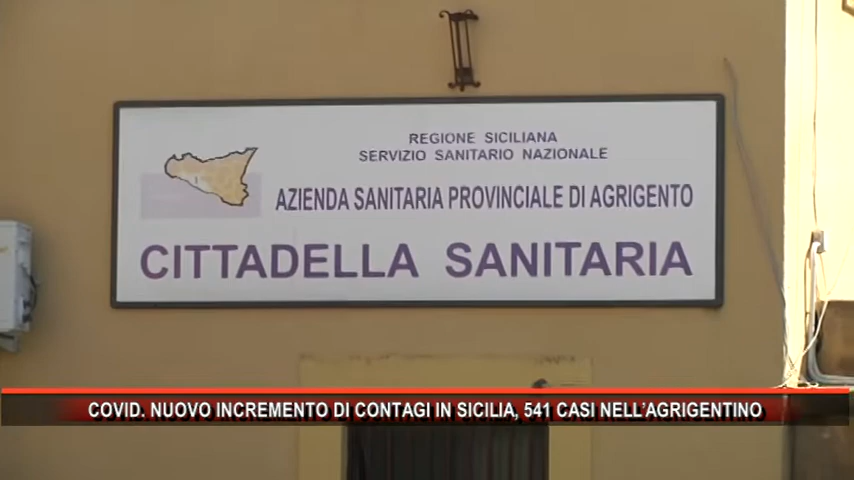 REGIONE SICILIANA
SERVIZIO SANITARIO NAZIONALE
AZIENDA SANITARIA PROVINCIALE DI AGRIGENTO
CITTADELLA SANITARIA
COVID. NUOVO INCREMENTO DI CONTAGI IN SICILIA, 541 CASI NELL'AGRIGENTINO